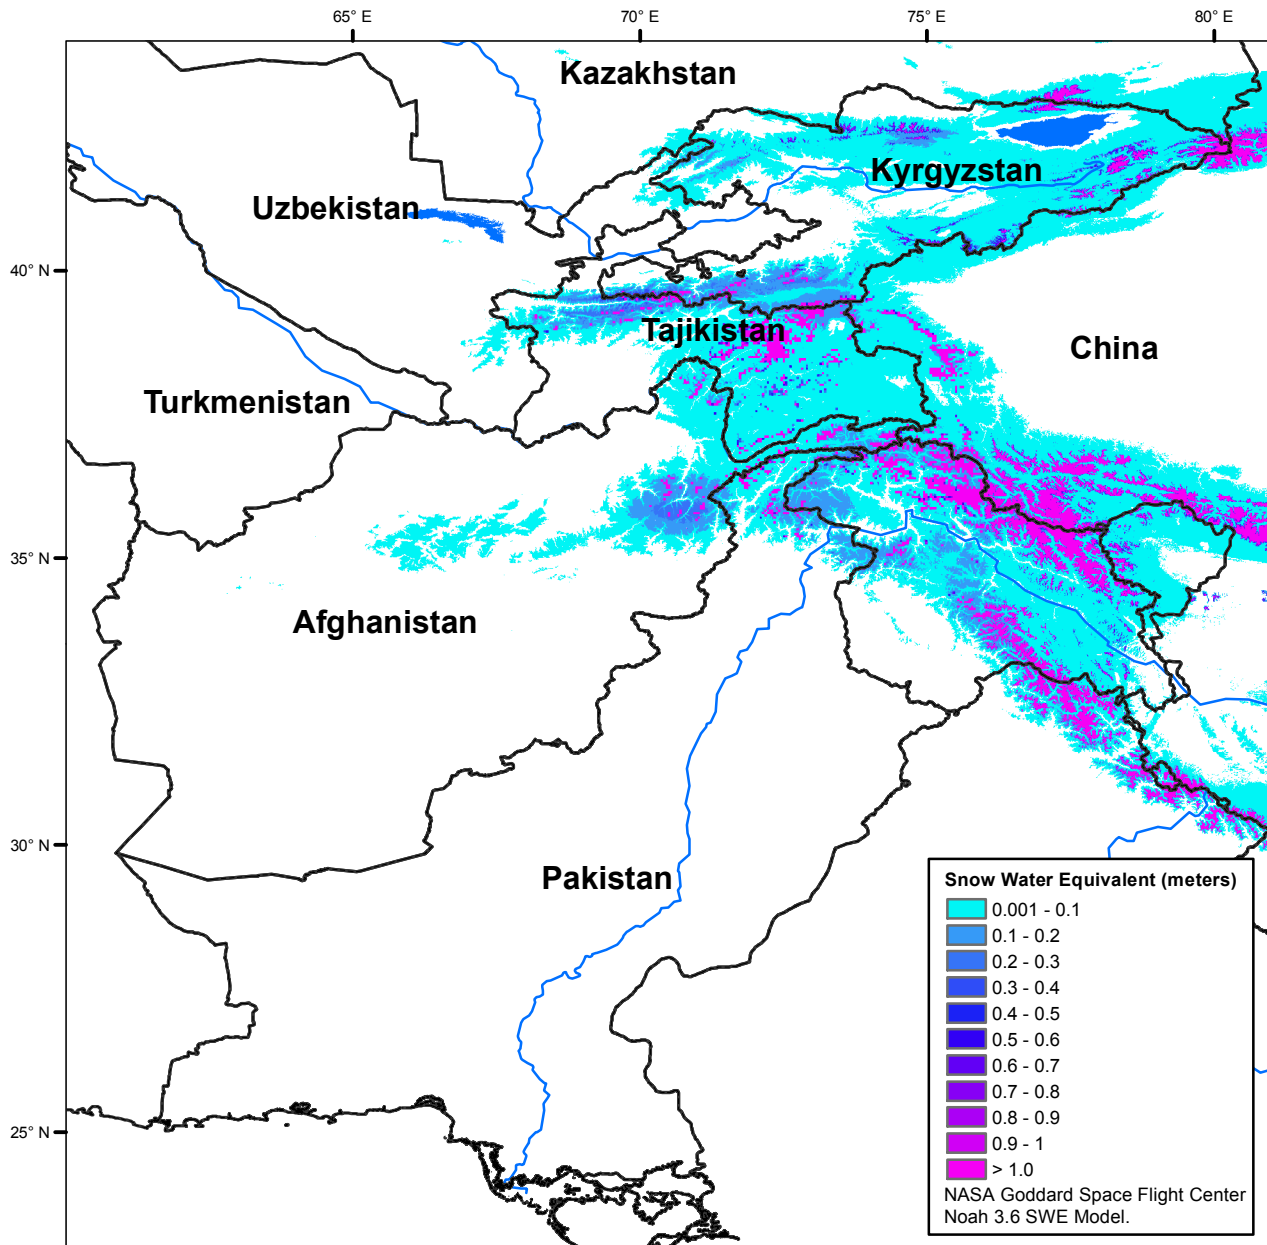 65° E
70° E
75° E
80° E
Kazakhstan
Kyrgyzstan
Uzbekistan
40° N
Tajikistan
China
Turkmenistan
35° N
Afghanistan
30° N
Pakistan
25° N
Snow Water Equivalent (meters)
0.001 - 0.1
0.1 - 0.2
0.2 - 0.3
0.3 - 0.4
0.4 - 0.5
0.5 - 0.6
0.6 - 0.7
0.7 - 0.8
0.8 - 0.9
0.9 - 1
> 1.0
NASA Goddard Space Flight Center
Noah 3.6 SWE Model.